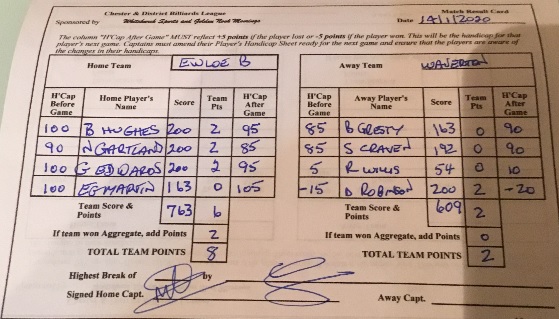 Chester & District Billiards League
Match Result Card
Sponsored by Whitehead Sports and Golden Nook Moorings
Date 14/1/2020
The column "H'Cap After Game" MUST reflect +5 points if the player lost or -5 points if the player won. This will be the handicap for
that player's next game. Captains must amend their Player's Handicap Sheet ready for the next game and ensure that the players are aware of
the changes in their handicaps.
Home Team EWLOE B
Away Team WAVERTON
H'Cap Before Game Home Player's Name Score Team Pts H'Cap After Game
H'Cap Before Game Away Player's Name Score Team Pts H'Cap After Game
100 B HUGHES 200 2 95 85 B GRESTY 163 0 90
90 N GARTLAND 200 2 85 85 S CRAVEN 192 0 90
100 G EDWARDS 200 2 95 5 R WILLIS 54 0 10
100 EG MARTIN 163 0 105 -15 D ROBINSON 200 2 -20
Team Score & Points 763 6 Team Score & Points 609 2
If team won Aggregate, add Points 2 If team won Aggregate, add Points 0
TOTAL TEAM POINTS 8 TOTAL TEAM POINTS 2
Highest Break of by
Signed Home Capt. Away Capt.